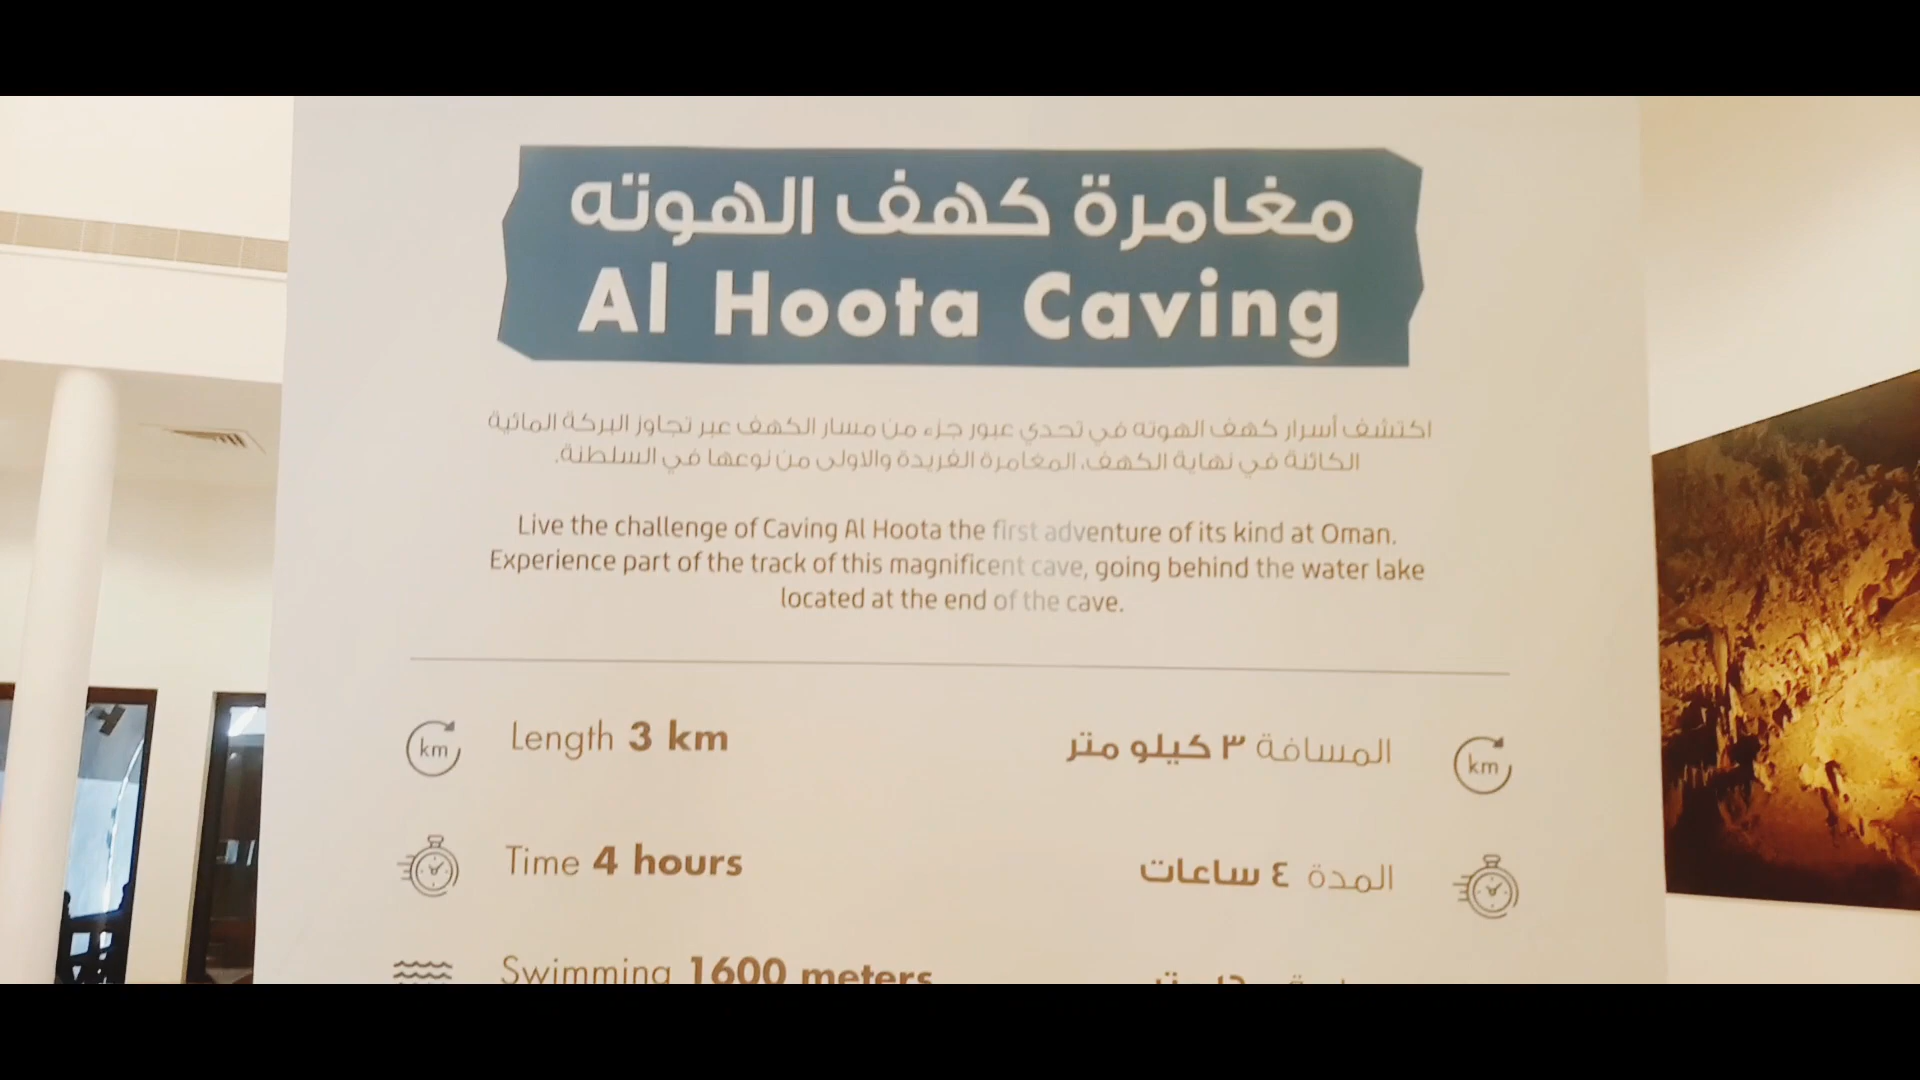 مغامرة كهف الهوته
Al Hoota Caving
اكتشف أسرار كهف الهوته في تحدي عبور جزء من مسار الكهف عبر تجاوز البركة المائية
الكائنة في نهاية الكهف، المغامرة الفريدة والاولى من نوعها في السلطنة.
Live the challenge of Caving Al Hoota the first adventure of its kind at Oman.
Experience part of the track of this magnificent cave, going behind the water lake
located at the end of the cave.
km Length 3 km
المسافة ٣ كيلو متر km
Time 4 hours
المدة ٤ ساعات
Swimming 1600 meters